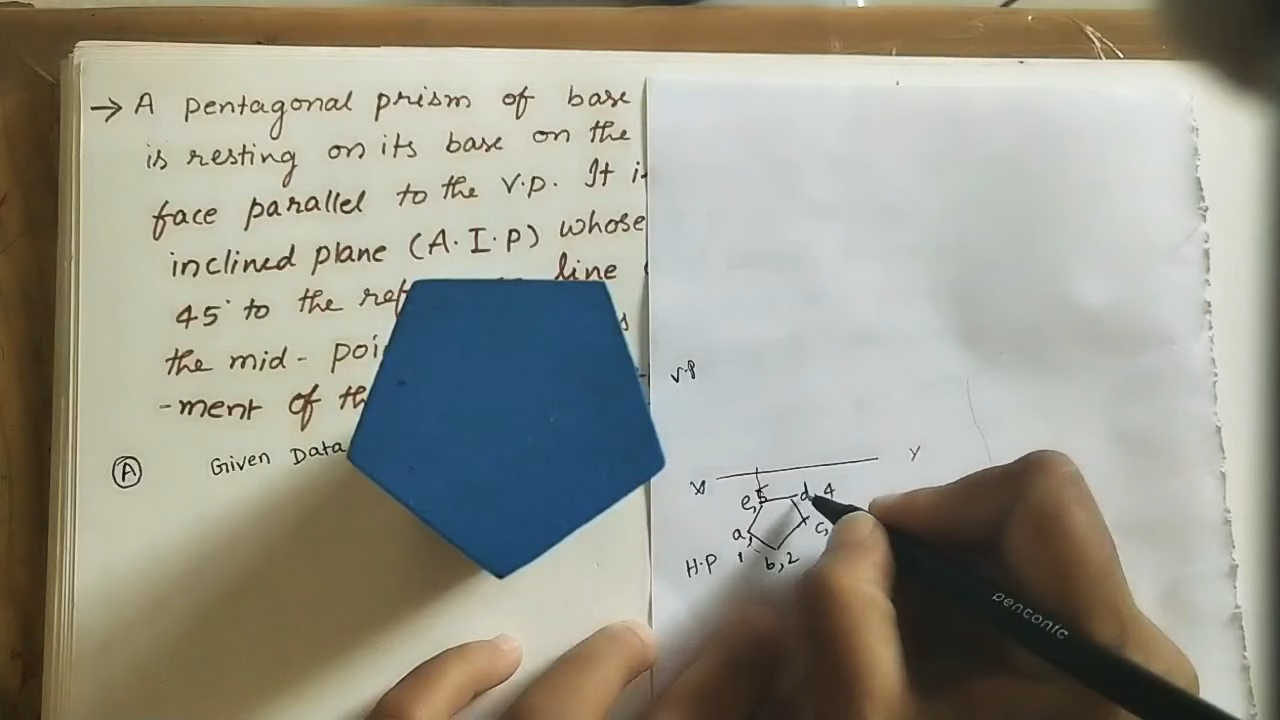 → A pentagonal prism of base
is resting on its base on the
face parallel to the V.P. It i
inclined plane (A.I.P) whose
45° to the ref line
the mid-poi s
-ment of th
Ⓐ Given Data
V.P
X Y
e, 5 d, 4
a, 1 c,
b, 2
H.P
penconic